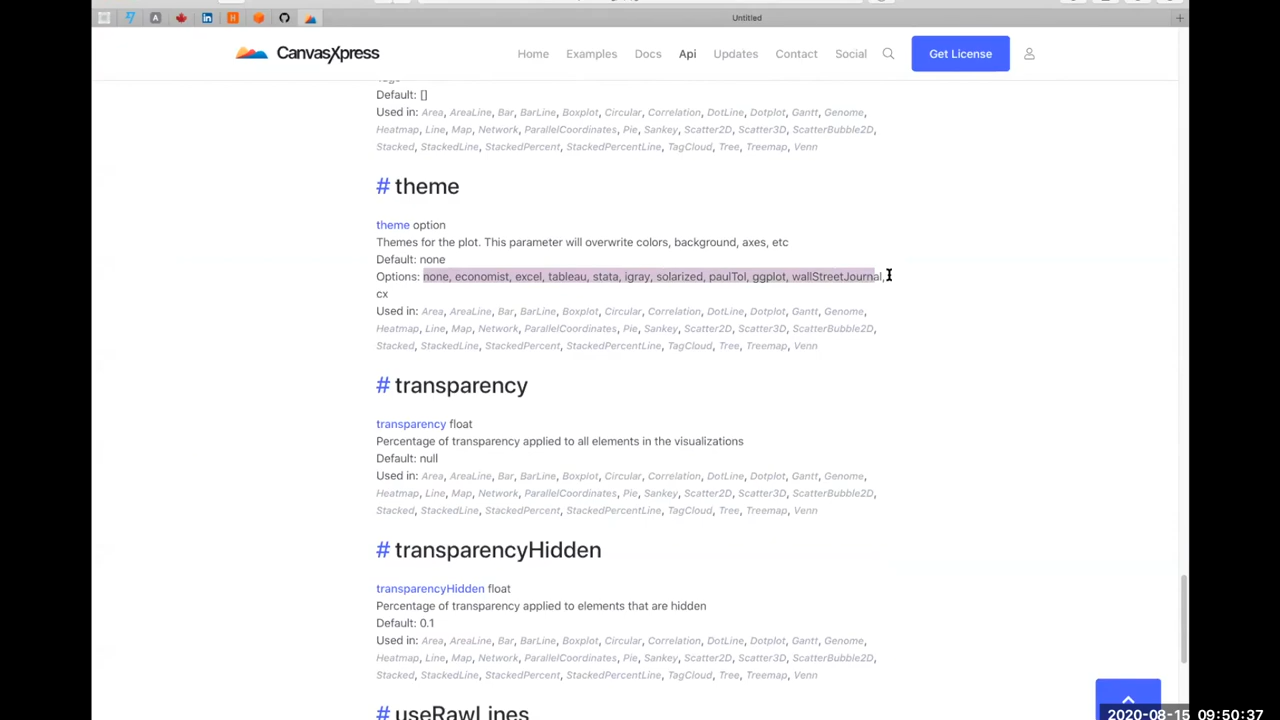 Untitled
CanvasXpress
Home Examples Docs Api Updates Contact Social Get License
Default: []
Used in: Area, AreaLine, Bar, BarLine, Boxplot, Circular, Correlation, DotLine, Dotplot, Gantt, Genome,
Heatmap, Line, Map, Network, ParallelCoordinates, Pie, Sankey, Scatter2D, Scatter3D, ScatterBubble2D,
Stacked, StackedLine, StackedPercent, StackedPercentLine, TagCloud, Tree, Treemap, Venn
# theme
theme option
Themes for the plot. This parameter will overwrite colors, background, axes, etc
Default: none
Options: none, economist, excel, tableau, stata, igray, solarized, paulTol, ggplot, wallStreetJournal,
cx
Used in: Area, AreaLine, Bar, BarLine, Boxplot, Circular, Correlation, DotLine, Dotplot, Gantt, Genome,
Heatmap, Line, Map, Network, ParallelCoordinates, Pie, Sankey, Scatter2D, Scatter3D, ScatterBubble2D,
Stacked, StackedLine, StackedPercent, StackedPercentLine, TagCloud, Tree, Treemap, Venn
# transparency
transparency float
Percentage of transparency applied to all elements in the visualizations
Default: null
Used in: Area, AreaLine, Bar, BarLine, Boxplot, Circular, Correlation, DotLine, Dotplot, Gantt, Genome,
Heatmap, Line, Map, Network, ParallelCoordinates, Pie, Sankey, Scatter2D, Scatter3D, ScatterBubble2D,
Stacked, StackedLine, StackedPercent, StackedPercentLine, TagCloud, Tree, Treemap, Venn
# transparencyHidden
transparencyHidden float
Percentage of transparency applied to elements that are hidden
Default: 0.1
Used in: Area, AreaLine, Bar, BarLine, Boxplot, Circular, Correlation, DotLine, Dotplot, Gantt, Genome,
Heatmap, Line, Map, Network, ParallelCoordinates, Pie, Sankey, Scatter2D, Scatter3D, ScatterBubble2D,
Stacked, StackedLine, StackedPercent, StackedPercentLine, TagCloud, Tree, Treemap, Venn
# useRawLines
2020-08-15 09:50:37